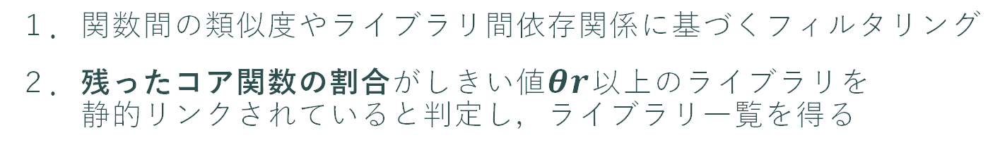 1. 関数間の類似度やライブラリ間依存関係に基づくフィルタリング
2. 残ったコア関数の割合がしきい値θr以上のライブラリを
静的リンクされていると判定し，ライブラリ一覧を得る